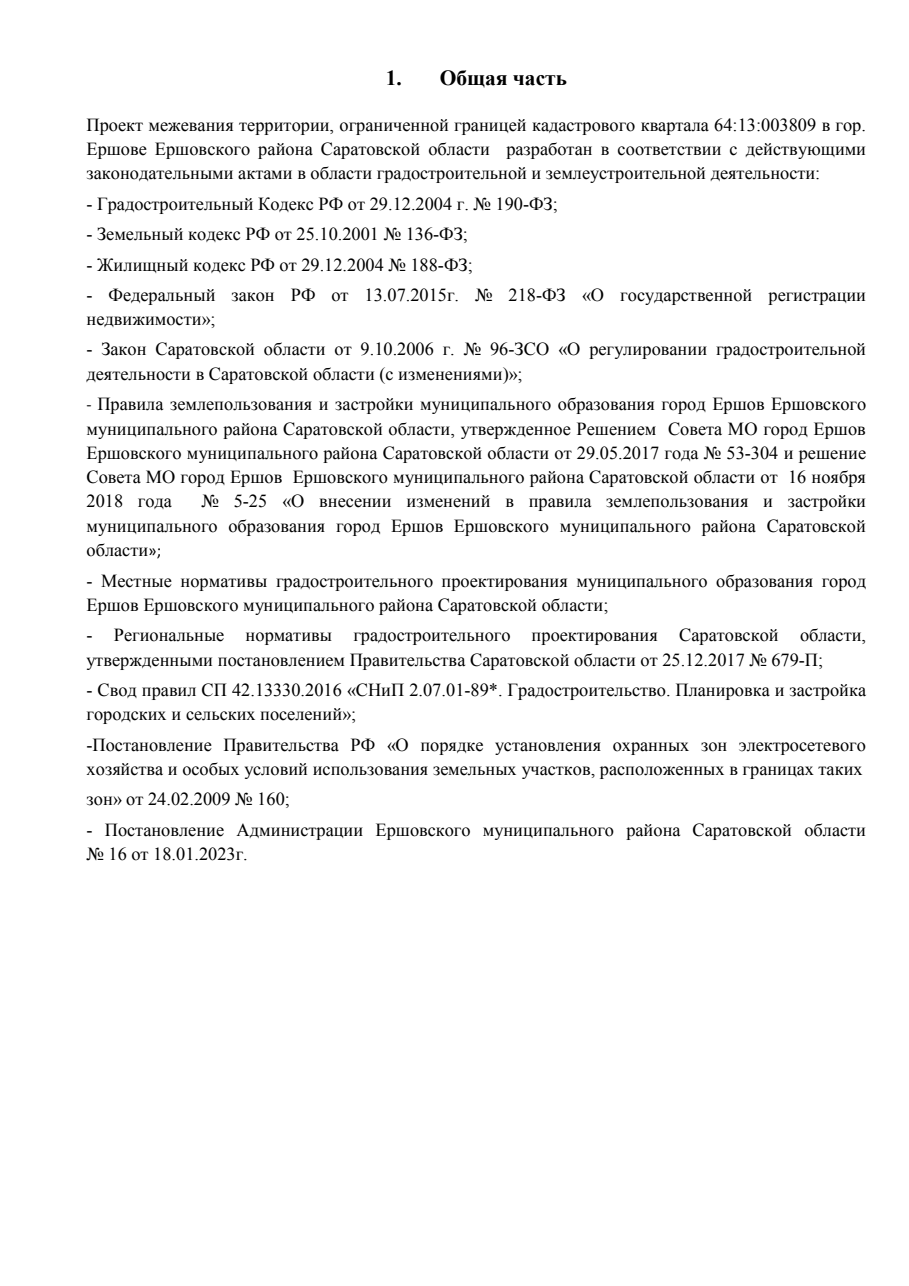 1. Общая часть
Проект межевания территории, ограниченной границей кадастрового квартала 64:13:003809 в гор.
Ершове Ершовского района Саратовской области разработан в соответствии с действующими
законодательными актами в области градостроительной и землеустроительной деятельности:
- Градостроительный Кодекс РФ от 29.12.2004 г. № 190-ФЗ;
- Земельный кодекс РФ от 25.10.2001 № 136-ФЗ;
- Жилищный кодекс РФ от 29.12.2004 № 188-ФЗ;
- Федеральный закон РФ от 13.07.2015г. № 218-ФЗ «О государственной регистрации
недвижимости»;
- Закон Саратовской области от 9.10.2006 г. № 96-ЗСО «О регулировании градостроительной
деятельности в Саратовской области (с изменениями)»;
- Правила землепользования и застройки муниципального образования город Ершов Ершовского
муниципального района Саратовской области, утвержденное Решением Совета МО город Ершов
Ершовского муниципального района Саратовской области от 29.05.2017 года № 53-304 и решение
Совета МО город Ершов Ершовского муниципального района Саратовской области от 16 ноября
2018 года № 5-25 «О внесении изменений в правила землепользования и застройки
муниципального образования город Ершов Ершовского муниципального района Саратовской
области»;
- Местные нормативы градостроительного проектирования муниципального образования город
Ершов Ершовского муниципального района Саратовской области;
- Региональные нормативы градостроительного проектирования Саратовской области,
утвержденными постановлением Правительства Саратовской области от 25.12.2017 № 679-П;
- Свод правил СП 42.13330.2016 «СНиП 2.07.01-89*. Градостроительство. Планировка и застройка
городских и сельских поселений»;
-Постановление Правительства РФ «О порядке установления охранных зон электросетевого
хозяйства и особых условий использования земельных участков, расположенных в границах таких
зон» от 24.02.2009 № 160;
- Постановление Администрации Ершовского муниципального района Саратовской области
№ 16 от 18.01.2023г.